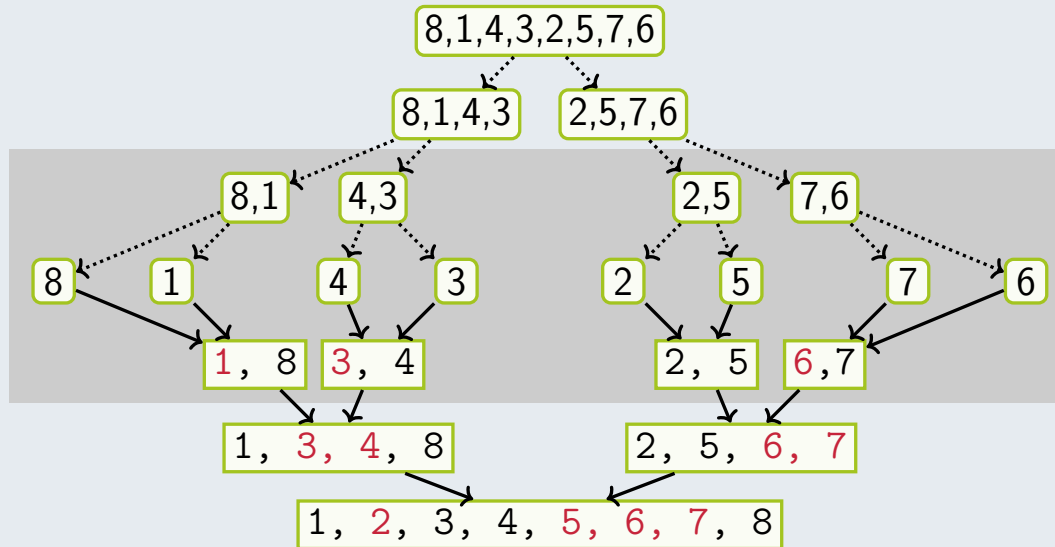 8,1,4,3,2,5,7,6
8,1,4,3 2,5,7,6
8,1 4,3 2,5 7,6
8 1 4 3 2 5 7 6
1, 8 3, 4 2, 5 6,7
1, 3, 4, 8 2, 5, 6, 7
1, 2, 3, 4, 5, 6, 7, 8